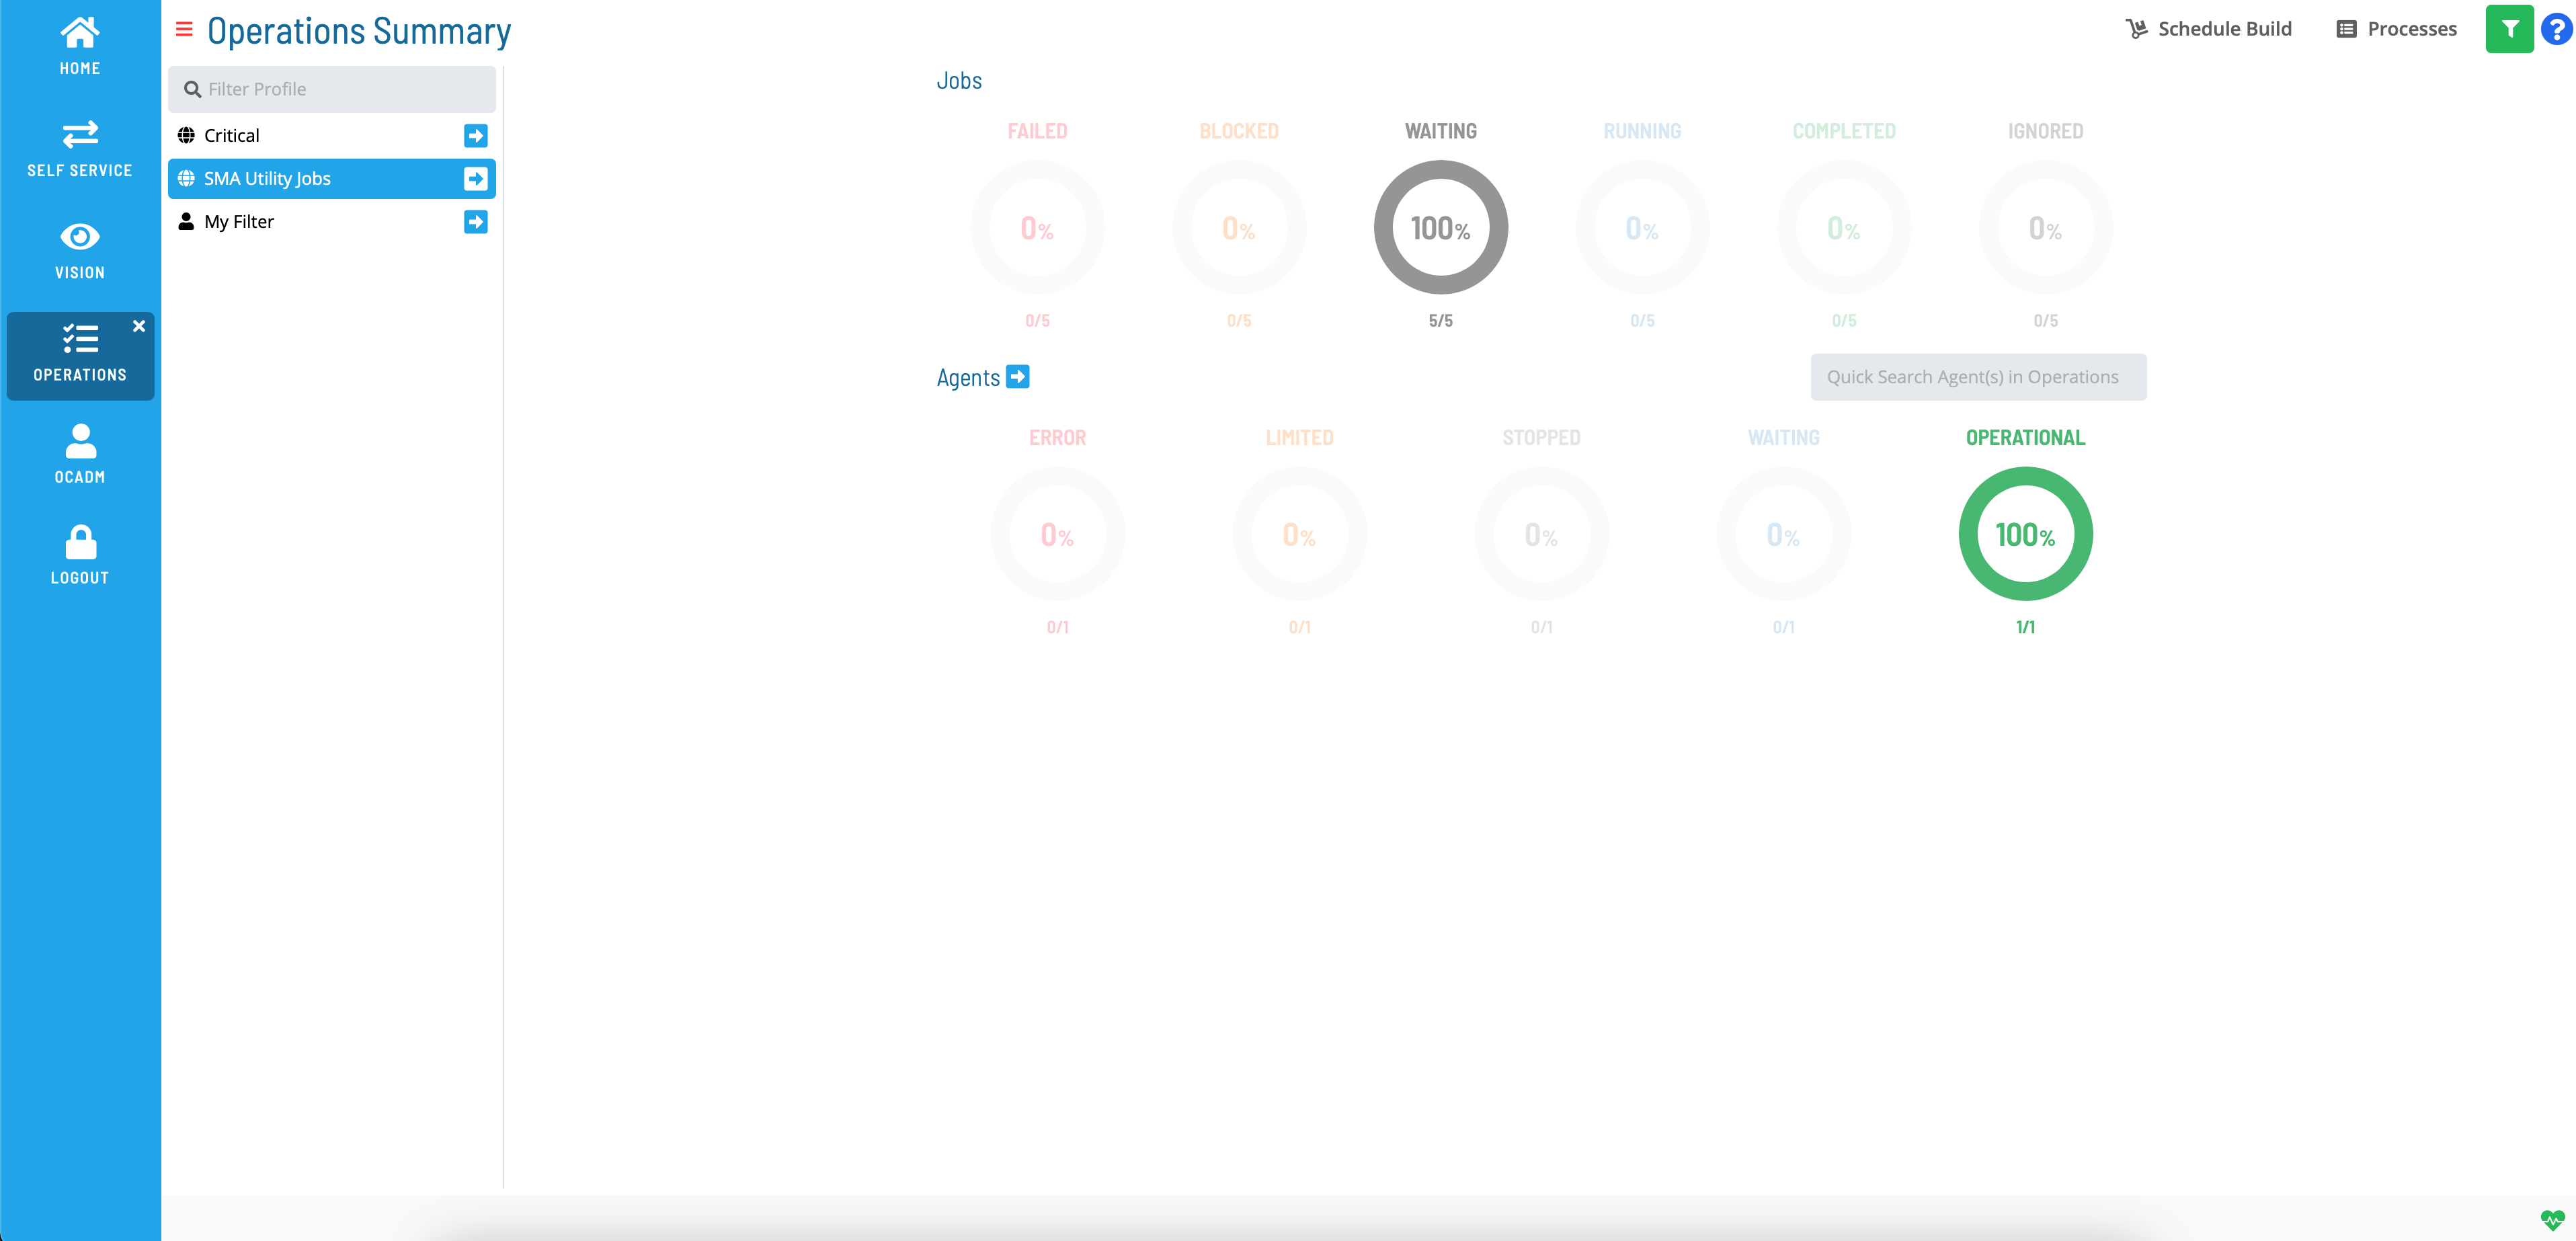 HOME
SELF SERVICE
VISION
OPERATIONS
OCADM
LOGOUT
Operations Summary
Schedule Build
Processes
?
Filter Profile
Critical
SMA Utility Jobs
My Filter
Jobs
FAILED BLOCKED WAITING RUNNING COMPLETED IGNORED
0% 0% 100% 0% 0% 0%
0/5 0/5 5/5 0/5 0/5 0/5
Agents
Quick Search Agent(s) in Operations
ERROR LIMITED STOPPED WAITING OPERATIONAL
0% 0% 0% 0% 100%
0/1 0/1 0/1 0/1 1/1